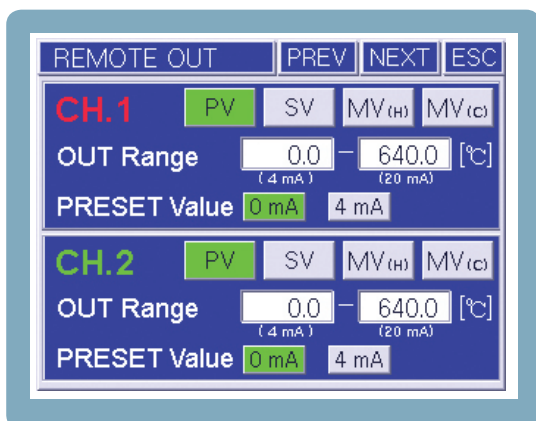 REMOTE OUT PREV NEXT ESC
CH.1 PV SV MV(H) MV(C)
OUT Range 0.0 – 640.0 [℃]
(4 mA) (20 mA)
PRESET Value 0 mA 4 mA
CH.2 PV SV MV(H) MV(C)
OUT Range 0.0 – 640.0 [℃]
(4 mA) (20 mA)
PRESET Value 0 mA 4 mA